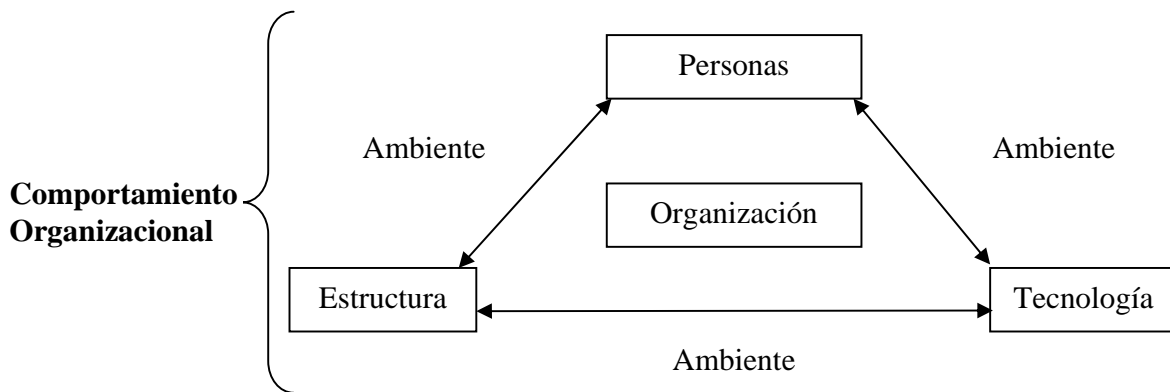 Personas
Ambiente
Ambiente
Comportamiento
Organizacional
Organización
Estructura
Tecnología
Ambiente